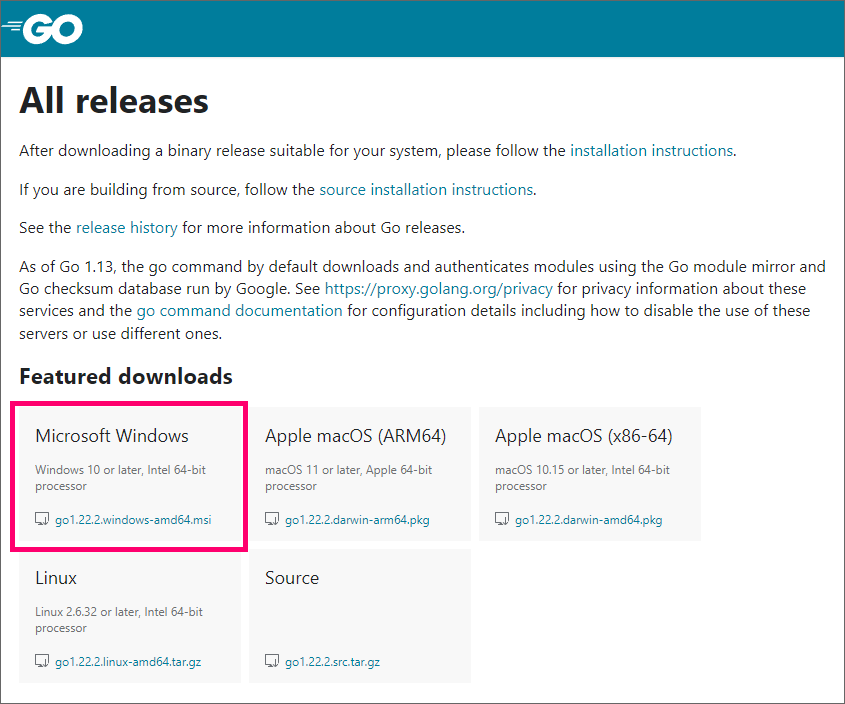 GO
All releases
After downloading a binary release suitable for your system, please follow the installation instructions.
If you are building from source, follow the source installation instructions.
See the release history for more information about Go releases.
As of Go 1.13, the go command by default downloads and authenticates modules using the Go module mirror and
Go checksum database run by Google. See https://proxy.golang.org/privacy for privacy information about these
services and the go command documentation for configuration details including how to disable the use of these
servers or use different ones.
Featured downloads
Microsoft Windows
Windows 10 or later, Intel 64-bit
processor
go1.22.2.windows-amd64.msi
Apple macOS (ARM64)
macOS 11 or later, Apple 64-bit
processor
go1.22.2.darwin-arm64.pkg
Apple macOS (x86-64)
macOS 10.15 or later, Intel 64-bit
processor
go1.22.2.darwin-amd64.pkg
Linux
Linux 2.6.32 or later, Intel 64-bit
processor
go1.22.2.linux-amd64.tar.gz
Source
go1.22.2.src.tar.gz